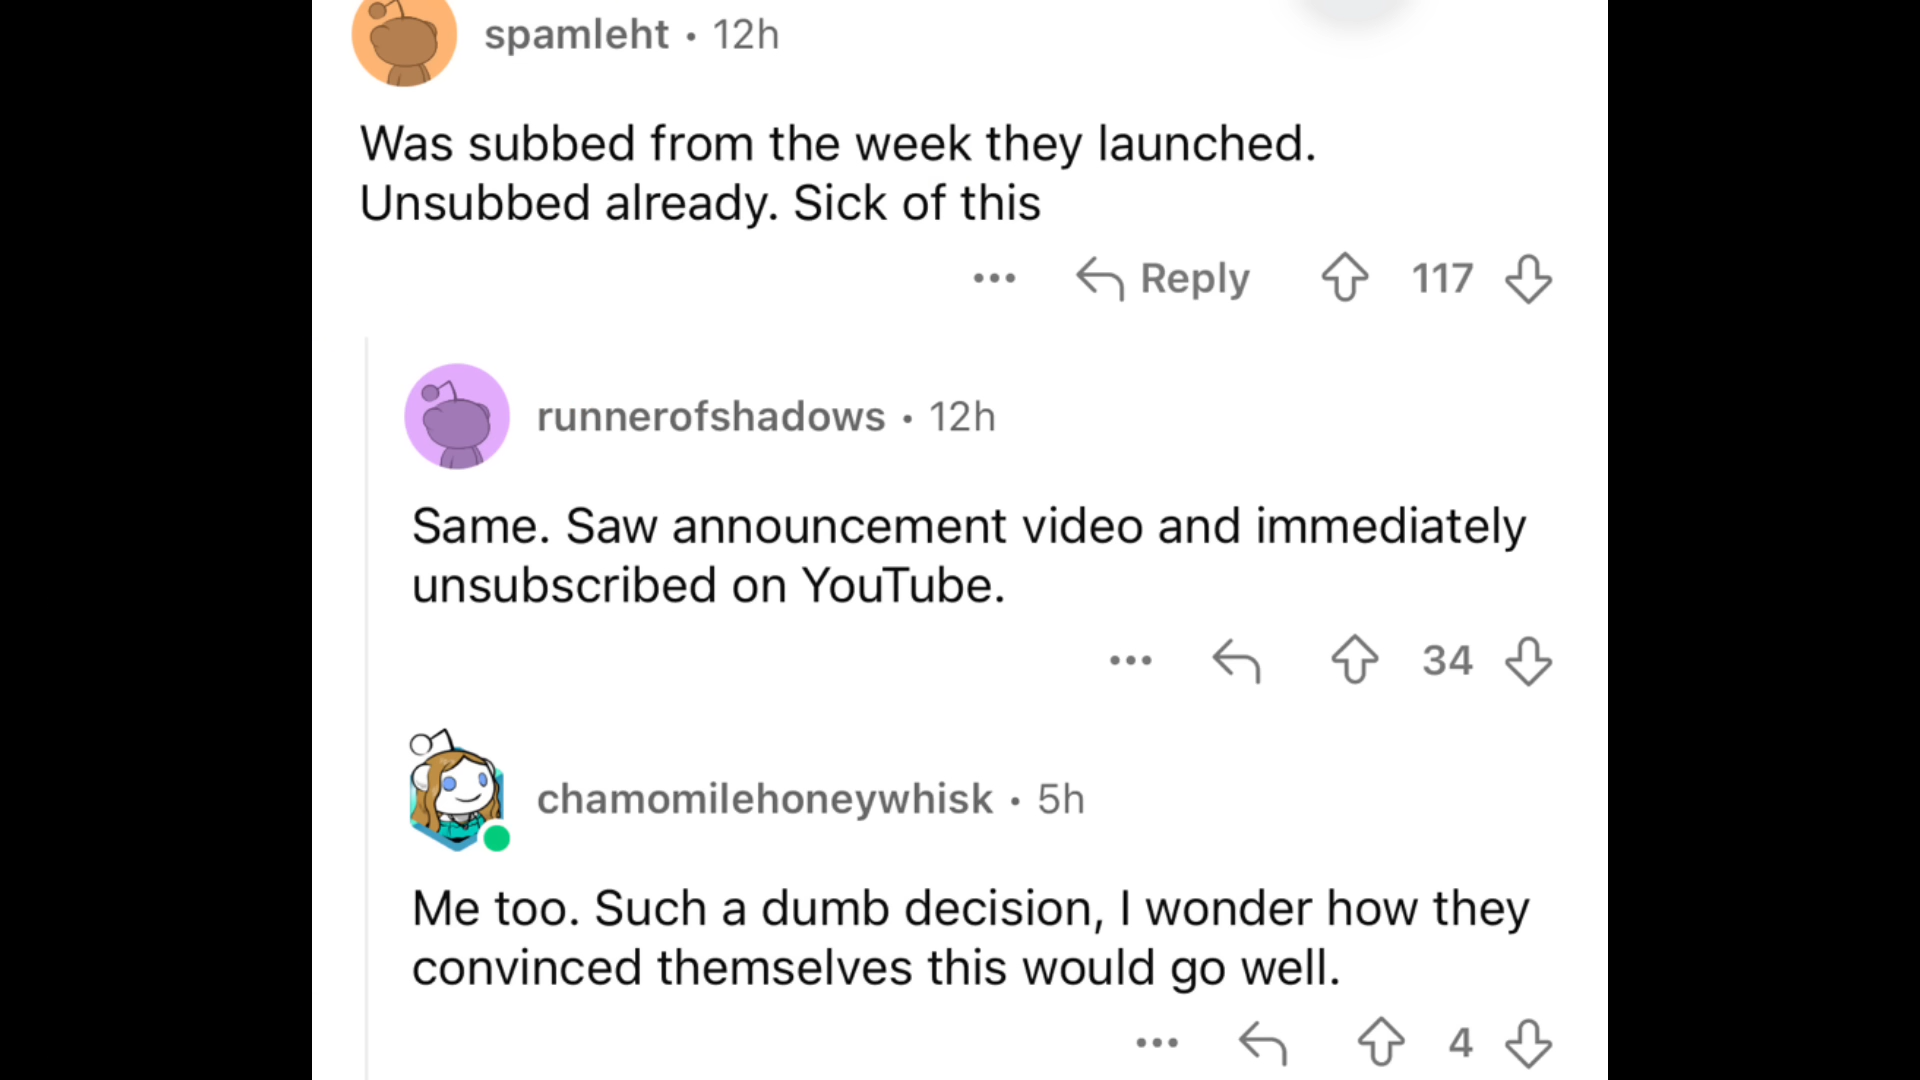 spamleht • 12h
Was subbed from the week they launched.
Unsubbed already. Sick of this
Reply 117
runnerofshadows • 12h
Same. Saw announcement video and immediately
unsubscribed on YouTube.
34
chamomilehoneywhisk • 5h
Me too. Such a dumb decision, I wonder how they
convinced themselves this would go well.
4